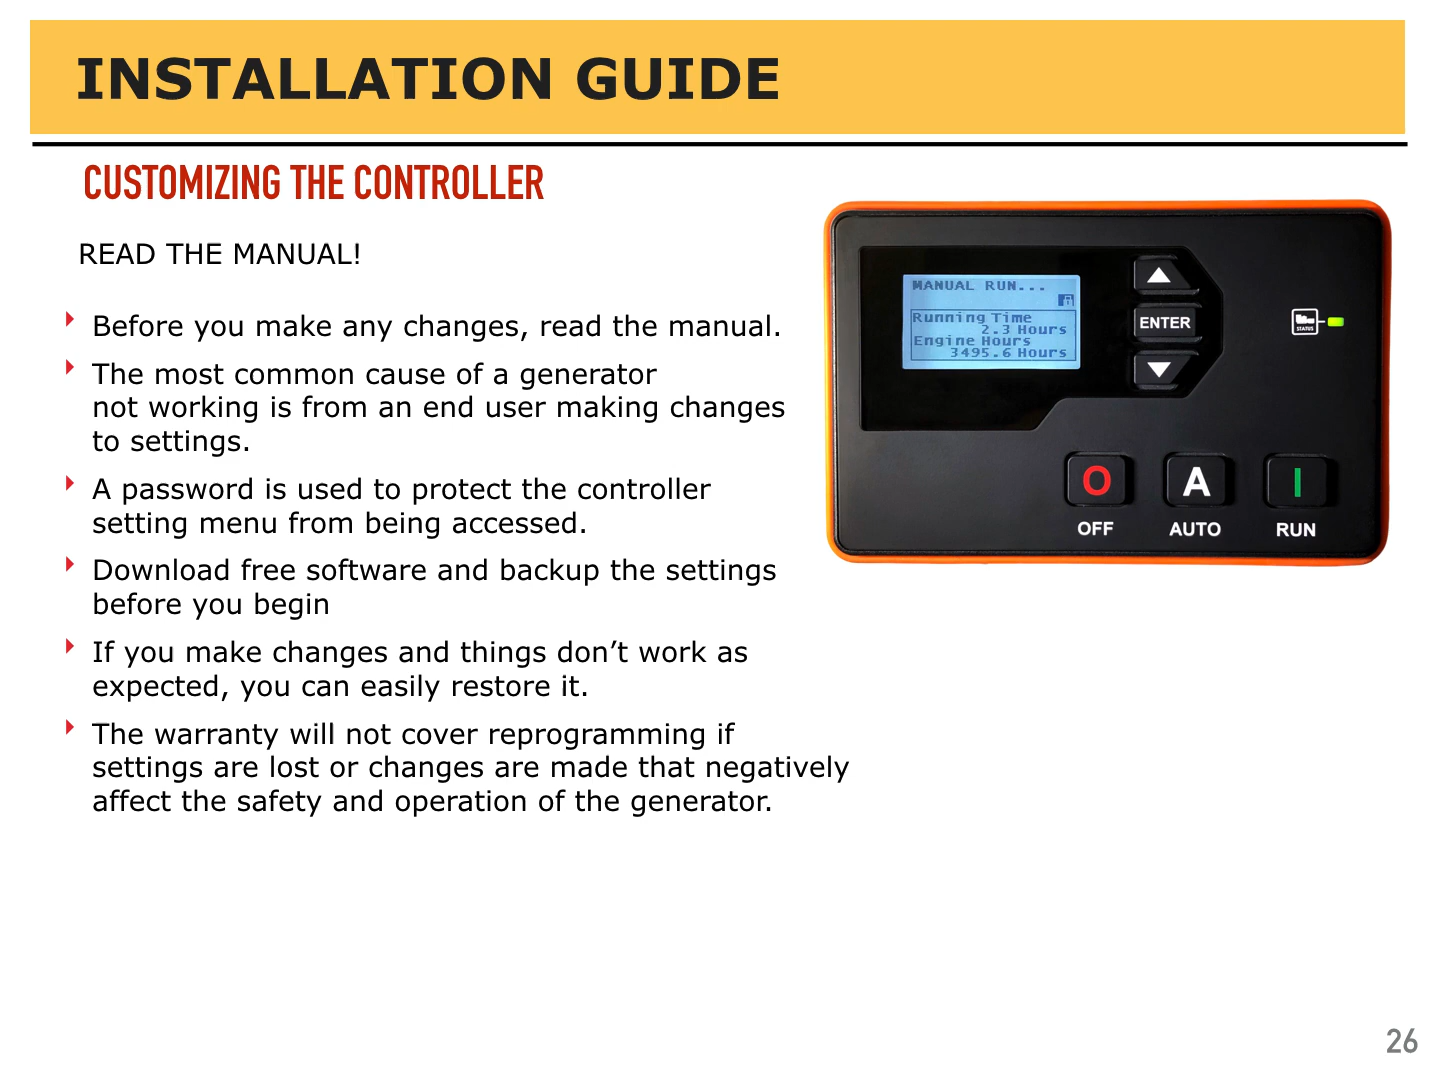 INSTALLATION GUIDE
CUSTOMIZING THE CONTROLLER
READ THE MANUAL!
Before you make any changes, read the manual.
The most common cause of a generator
not working is from an end user making changes
to settings.
A password is used to protect the controller
setting menu from being accessed.
Download free software and backup the settings
before you begin
If you make changes and things don’t work as
expected, you can easily restore it.
The warranty will not cover reprogramming if
settings are lost or changes are made that negatively
affect the safety and operation of the generator.
MANUAL RUN...
Running Time
2.3 Hours
Engine Hours
3495.6 Hours
ENTER
STATUS
O
A
I
OFF
AUTO
RUN
26